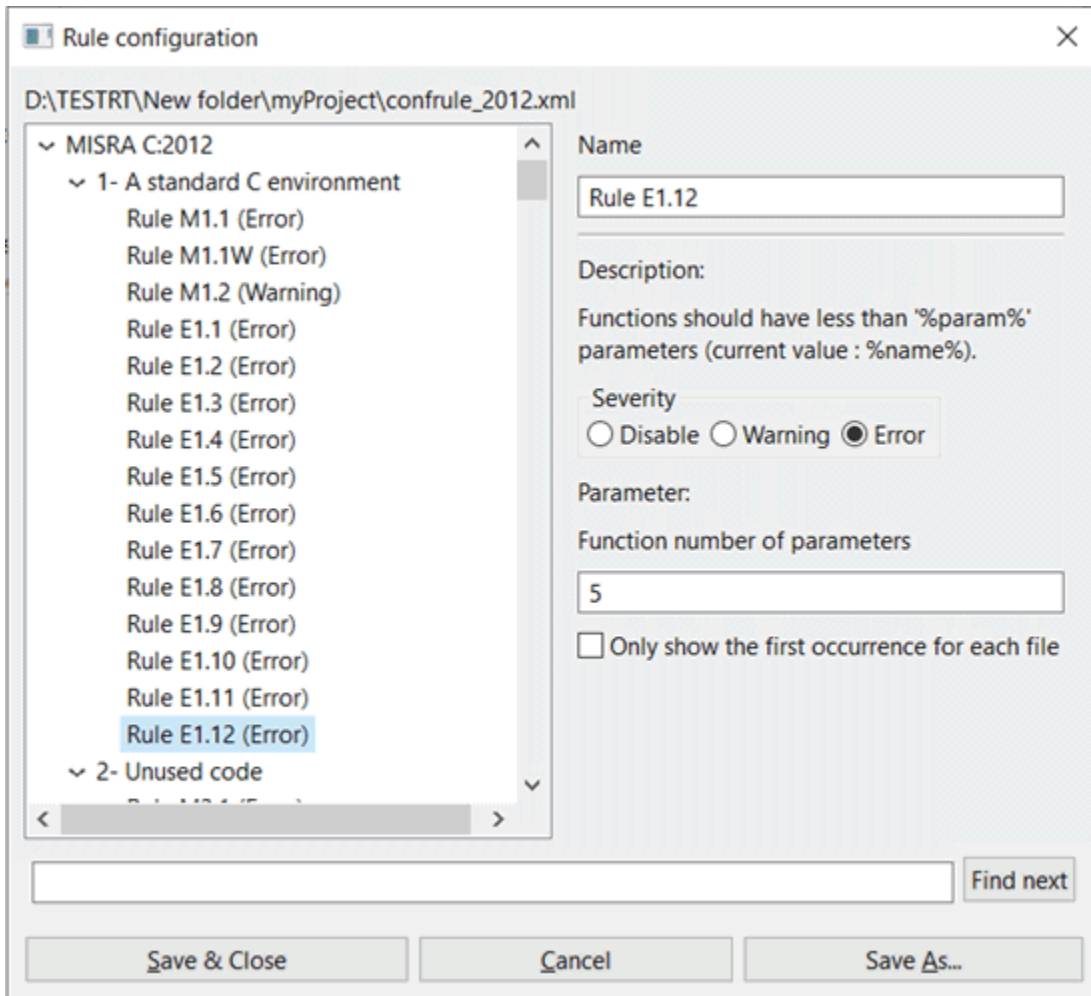 Rule configuration
D:\TESTRT\New folder\myProject\confrule_2012.xml
MISRA C:2012
1- A standard C environment
Rule M1.1 (Error)
Rule M1.1W (Error)
Rule M1.2 (Warning)
Rule E1.1 (Error)
Rule E1.2 (Error)
Rule E1.3 (Error)
Rule E1.4 (Error)
Rule E1.5 (Error)
Rule E1.6 (Error)
Rule E1.7 (Error)
Rule E1.8 (Error)
Rule E1.9 (Error)
Rule E1.10 (Error)
Rule E1.11 (Error)
Rule E1.12 (Error)
2- Unused code
Name
Rule E1.12
Description:
Functions should have less than '%param%'
parameters (current value : %name%).
Severity
Disable Warning Error
Parameter:
Function number of parameters
5
Only show the first occurrence for each file
Find next
Save & Close Cancel Save As...